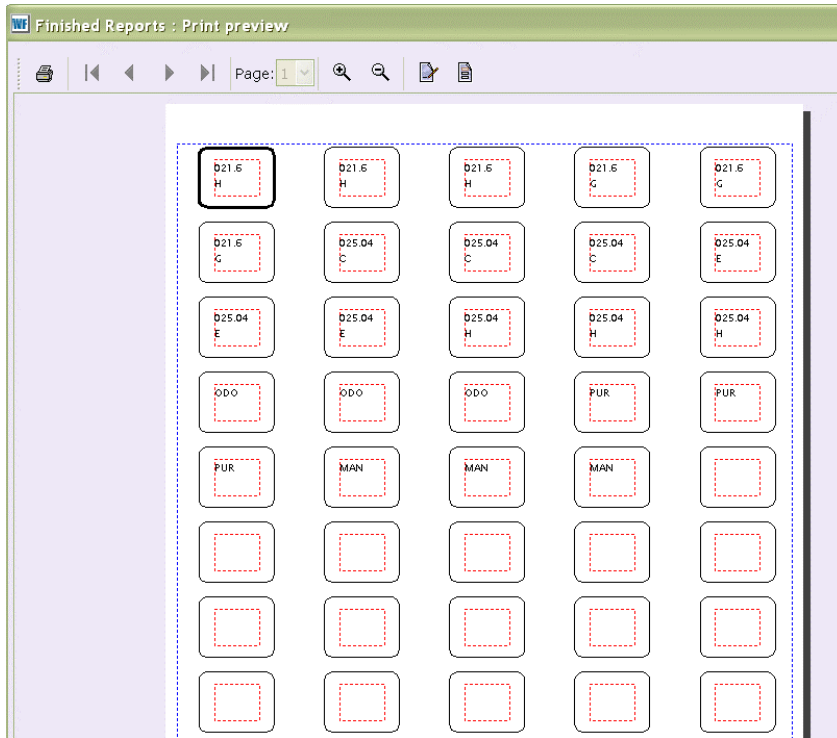 WF Finished Reports : Print preview
Page: 1
021.6 021.6 021.6 021.6 021.6
H H H G G
021.6 025.04 025.04 025.04 025.04
G C C C E
025.04 025.04 025.04 025.04 025.04
E E H H H
ODO ODO ODO PUR PUR
PUR MAN MAN MAN